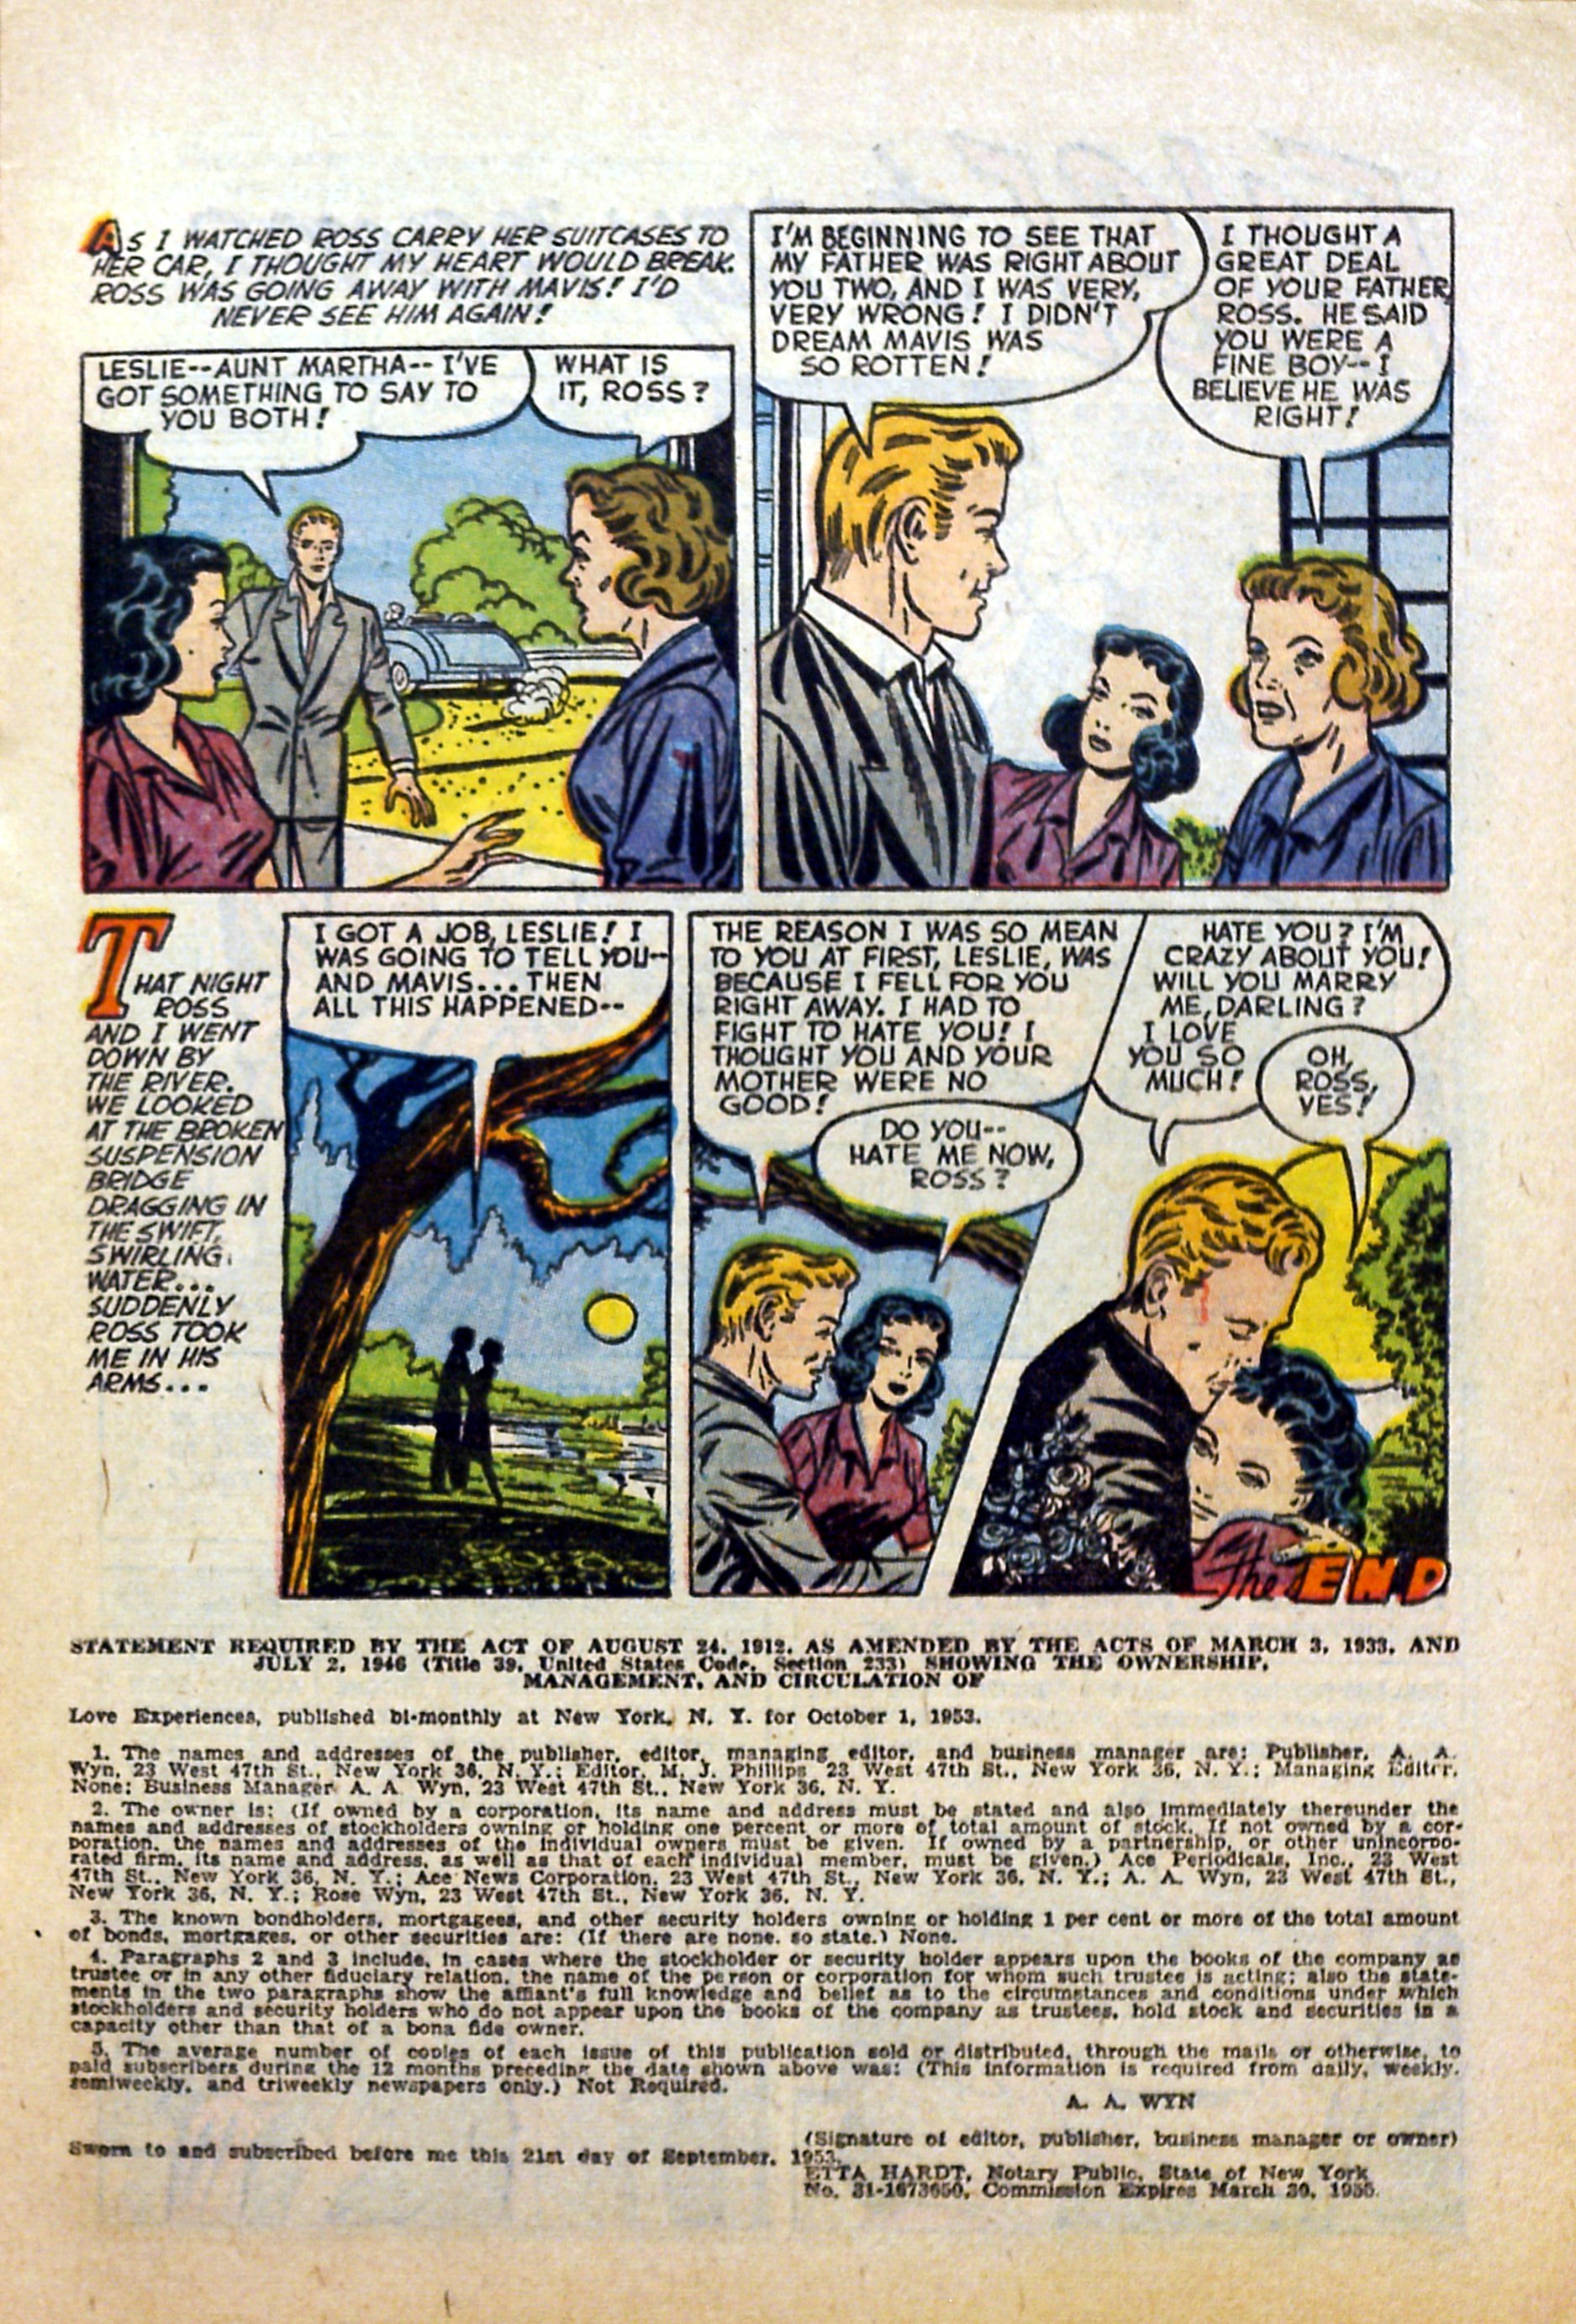 AS I WATCHED ROSS CARRY HER SUITCASES TO
HER CAR, I THOUGHT MY HEART WOULD BREAK.
ROSS WAS GOING AWAY WITH MAVIS! I'D
NEVER SEE HIM AGAIN!
LESLIE--AUNT MARTHA--I'VE
GOT SOMETHING TO SAY TO
YOU BOTH!
WHAT IS
IT, ROSS?
I'M BEGINNING TO SEE THAT
MY FATHER WAS RIGHT ABOUT
YOU TWO, AND I WAS VERY,
VERY WRONG! I DIDN'T
DREAM MAVIS WAS
SO ROTTEN!
I THOUGHT A
GREAT DEAL
OF YOUR FATHER,
ROSS. HE SAID
YOU WERE A
FINE BOY--I
BELIEVE HE WAS
RIGHT!
THAT NIGHT
ROSS
AND I WENT
DOWN BY
THE RIVER.
WE LOOKED
AT THE BROKEN
SUSPENSION
BRIDGE
DRAGGING IN
THE SWIFT,
SWIRLING
WATER...
SUDDENLY
ROSS TOOK
ME IN HIS
ARMS...
I GOT A JOB, LESLIE! I
WAS GOING TO TELL YOU--
AND MAVIS... THEN
ALL THIS HAPPENED--
THE REASON I WAS SO MEAN
TO YOU AT FIRST, LESLIE, WAS
BECAUSE I FELL FOR YOU
RIGHT AWAY. I HAD TO
FIGHT TO HATE YOU! I
THOUGHT YOU AND YOUR
MOTHER WERE NO
GOOD!
DO YOU--
HATE ME NOW,
ROSS?
HATE YOU? I'M
CRAZY ABOUT YOU!
WILL YOU MARRY
ME, DARLING?
I LOVE
YOU SO
MUCH!
OH,
ROSS,
YES!
The END
STATEMENT REQUIRED BY THE ACT OF AUGUST 24, 1912, AS AMENDED BY THE ACTS OF MARCH 3, 1933, AND
JULY 2, 1946 (Title 39, United States Code, Section 233) SHOWING THE OWNERSHIP,
MANAGEMENT, AND CIRCULATION OF
Love Experiences, published bi-monthly at New York, N. Y. for October 1, 1953.
1. The names and addresses of the publisher, editor, managing editor, and business manager are: Publisher, A. A.
Wyn, 23 West 47th St., New York 36, N. Y.; Editor, M. J. Phillips, 23 West 47th St., New York 36, N. Y.; Managing Editor,
None; Business Manager A. A. Wyn, 23 West 47th St., New York 36, N. Y.
2. The owner is: (If owned by a corporation, its name and address must be stated and also immediately thereunder the
names and addresses of stockholders owning or holding one percent or more of total amount of stock. If not owned by a cor-
poration, the names and addresses of the individual owners must be given. If owned by a partnership, or other unincorpo-
rated firm, its name and address, as well as that of each individual member, must be given.) Ace Periodicals, Inc., 23 West
47th St., New York 36, N. Y.; Ace News Corporation, 23 West 47th St., New York 36, N. Y.; A. A. Wyn, 23 West 47th St.,
New York 36, N. Y.; Rose Wyn, 23 West 47th St., New York 36, N. Y.
3. The known bondholders, mortgagees, and other security holders owning or holding 1 per cent or more of the total amount
of bonds, mortgages, or other securities are: (If there are none, so state.) None.
4. Paragraphs 2 and 3 include, in cases where the stockholder or security holder appears upon the books of the company as
trustee or in any other fiduciary relation, the name of the person or corporation for whom such trustee is acting; also the state-
ments in the two paragraphs show the affiant's full knowledge and belief as to the circumstances and conditions under which
stockholders and security holders who do not appear upon the books of the company as trustees, hold stock and securities in a
capacity other than that of a bona fide owner.
5. The average number of copies of each issue of this publication sold or distributed, through the mails or otherwise, to
paid subscribers during the 12 months preceding the date shown above was: (This information is required from daily, weekly,
semiweekly, and triweekly newspapers only.) Not Required.
A. A. WYN
(Signature of editor, publisher, business manager or owner)
Sworn to and subscribed before me this 21st day of September, 1953.
ETTA HARDT, Notary Public, State of New York
No. 31-1673650, Commission Expires March 30, 1955.